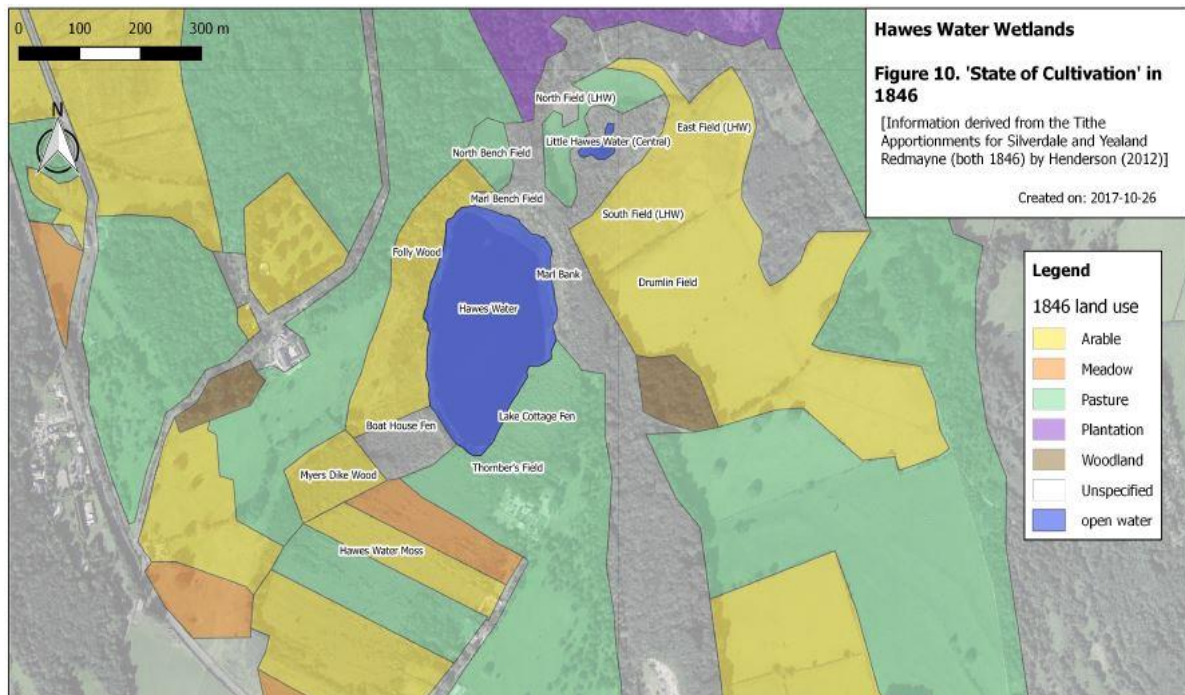 0 100 200 300 m
N
Hawes Water Wetlands
Figure 10. 'State of Cultivation' in
1846
[Information derived from the Tithe
Apportionments for Silverdale and Yealand
Redmayne (both 1846) by Henderson (2012)]
Created on: 2017-10-26
North Field (LHW)
East Field (LHW)
Little Hawes Water (Central)
North Bench Field
Marl Bench Field
South Field (LHW)
Folly Wood
Marl Bank
Drumlin Field
Hawes Water
Lake Cottage Fen
Boat House Fen
Thornber's Field
Myers Dike Wood
Hawes Water Moss
Legend
1846 land use
Arable
Meadow
Pasture
Plantation
Woodland
Unspecified
open water